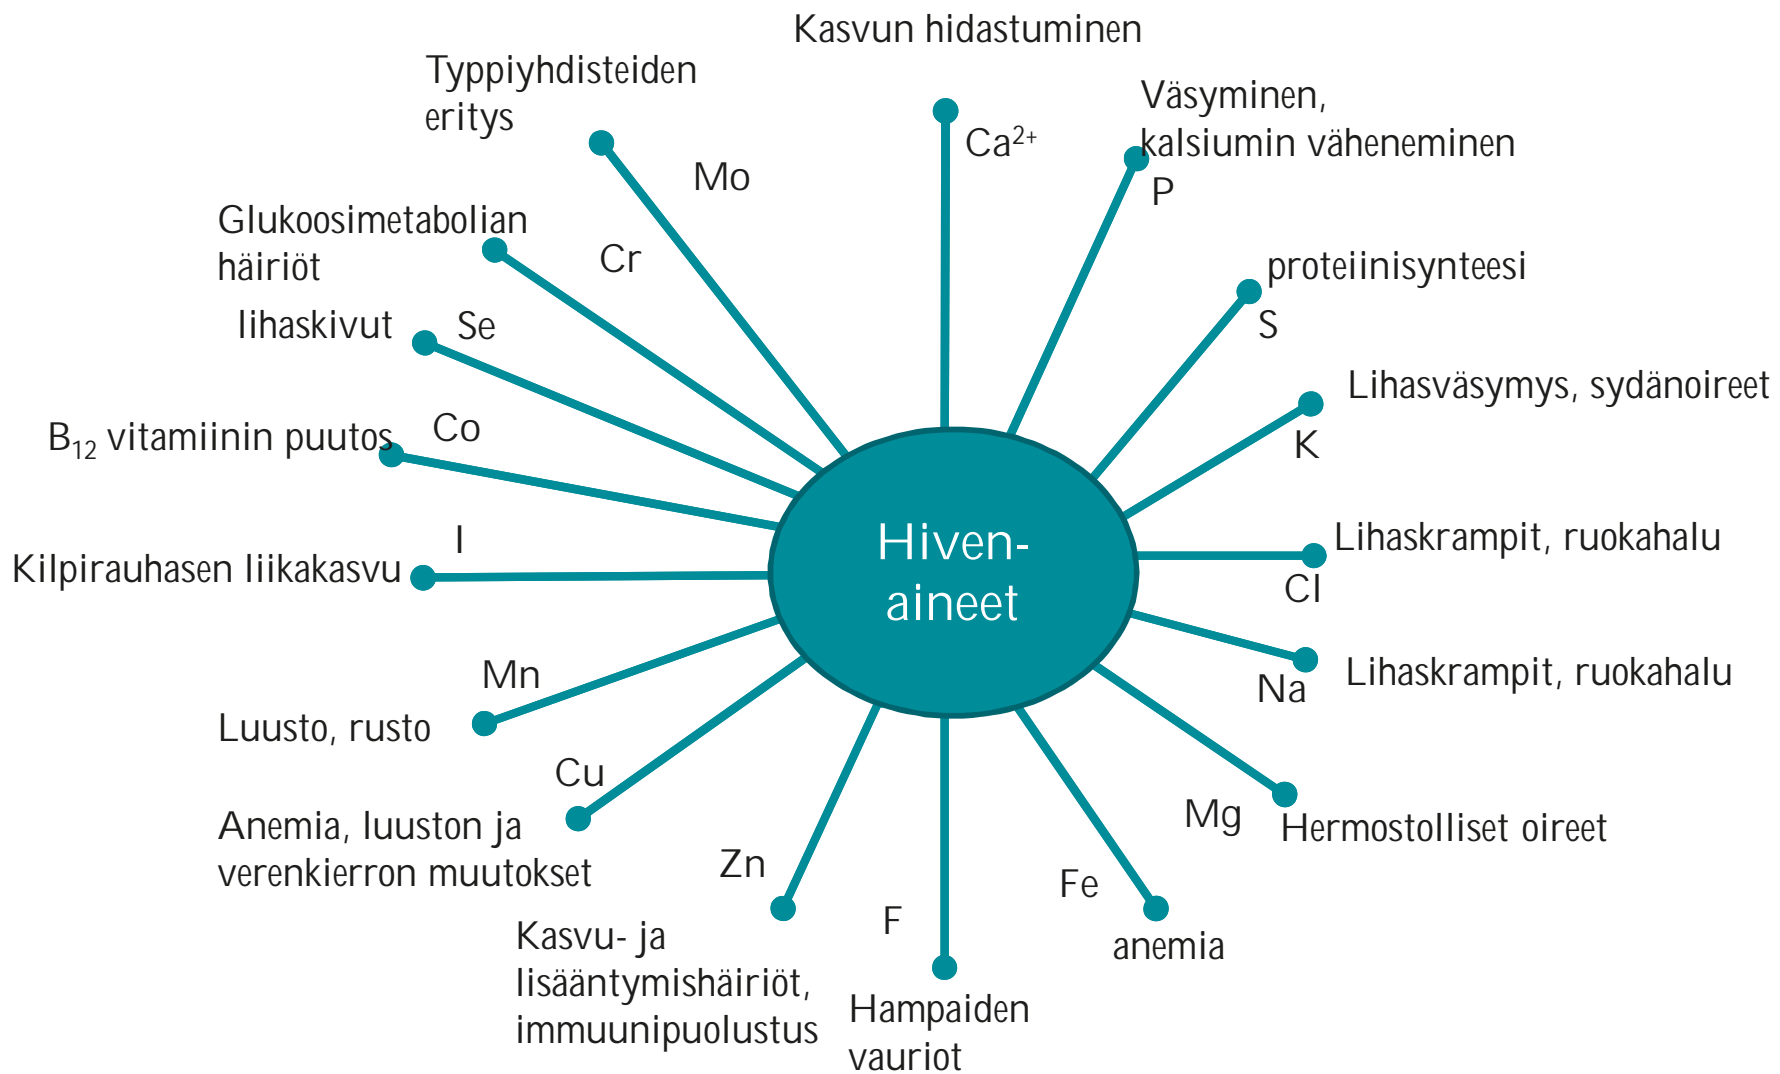 Kasvun hidastuminen
Ca²⁺
Väsyminen,
kalsiumin väheneminen
P
proteiinisynteesi
S
Lihasväsymys, sydänoireet
K
Lihaskrampit, ruokahalu
Cl
Na
Lihaskrampit, ruokahalu
Mg
Hermostolliset oireet
Fe
anemia
F
Hampaiden
vauriot
Zn
Kasvu- ja
lisääntymishäiriöt,
immuunipuolustus
Cu
Anemia, luuston ja
verenkierron muutokset
Mn
Luusto, rusto
I
Kilpirauhasen liikakasvu
Co
B₁₂ vitamiinin puutos
Se
lihaskivut
Cr
Glukoosimetabolian
häiriöt
Mo
Typpiyhdisteiden
eritys
Hiven-
aineet